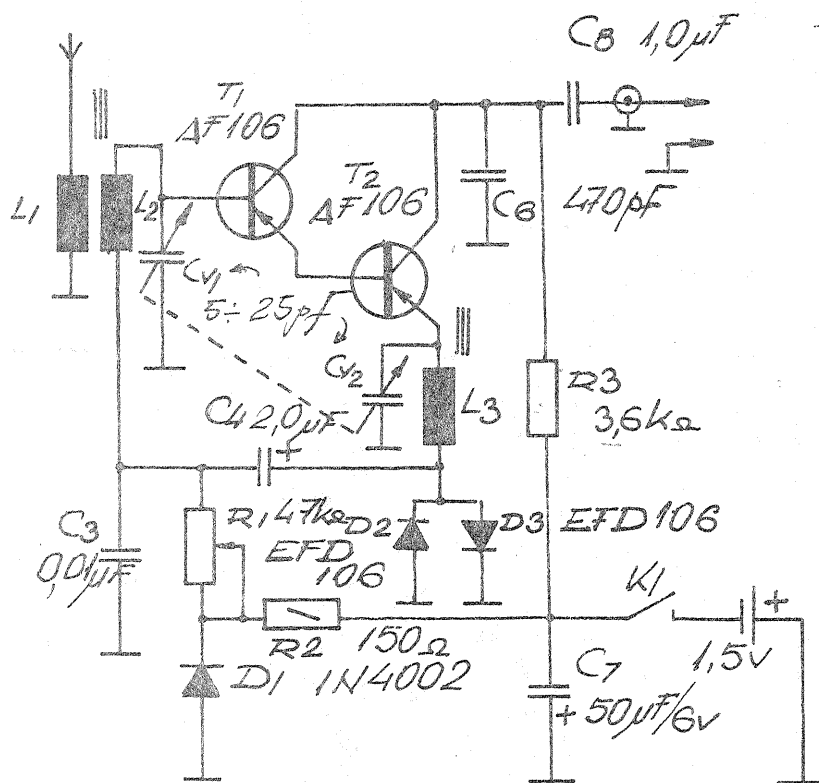 C8 1,0µF
T1
AF106
T2
AF106
L1
L2
C6
470pF
Cv1
5÷25pf
Cv2
L3
R3
3,6kΩ
C4 2,0µF
+
C3
0,01µF
R1 47kΩ
EFD
106
D2
D3 EFD106
K1
+
R2 150Ω
1,5v
D1 1N4002
C7
+ 50µF/6v